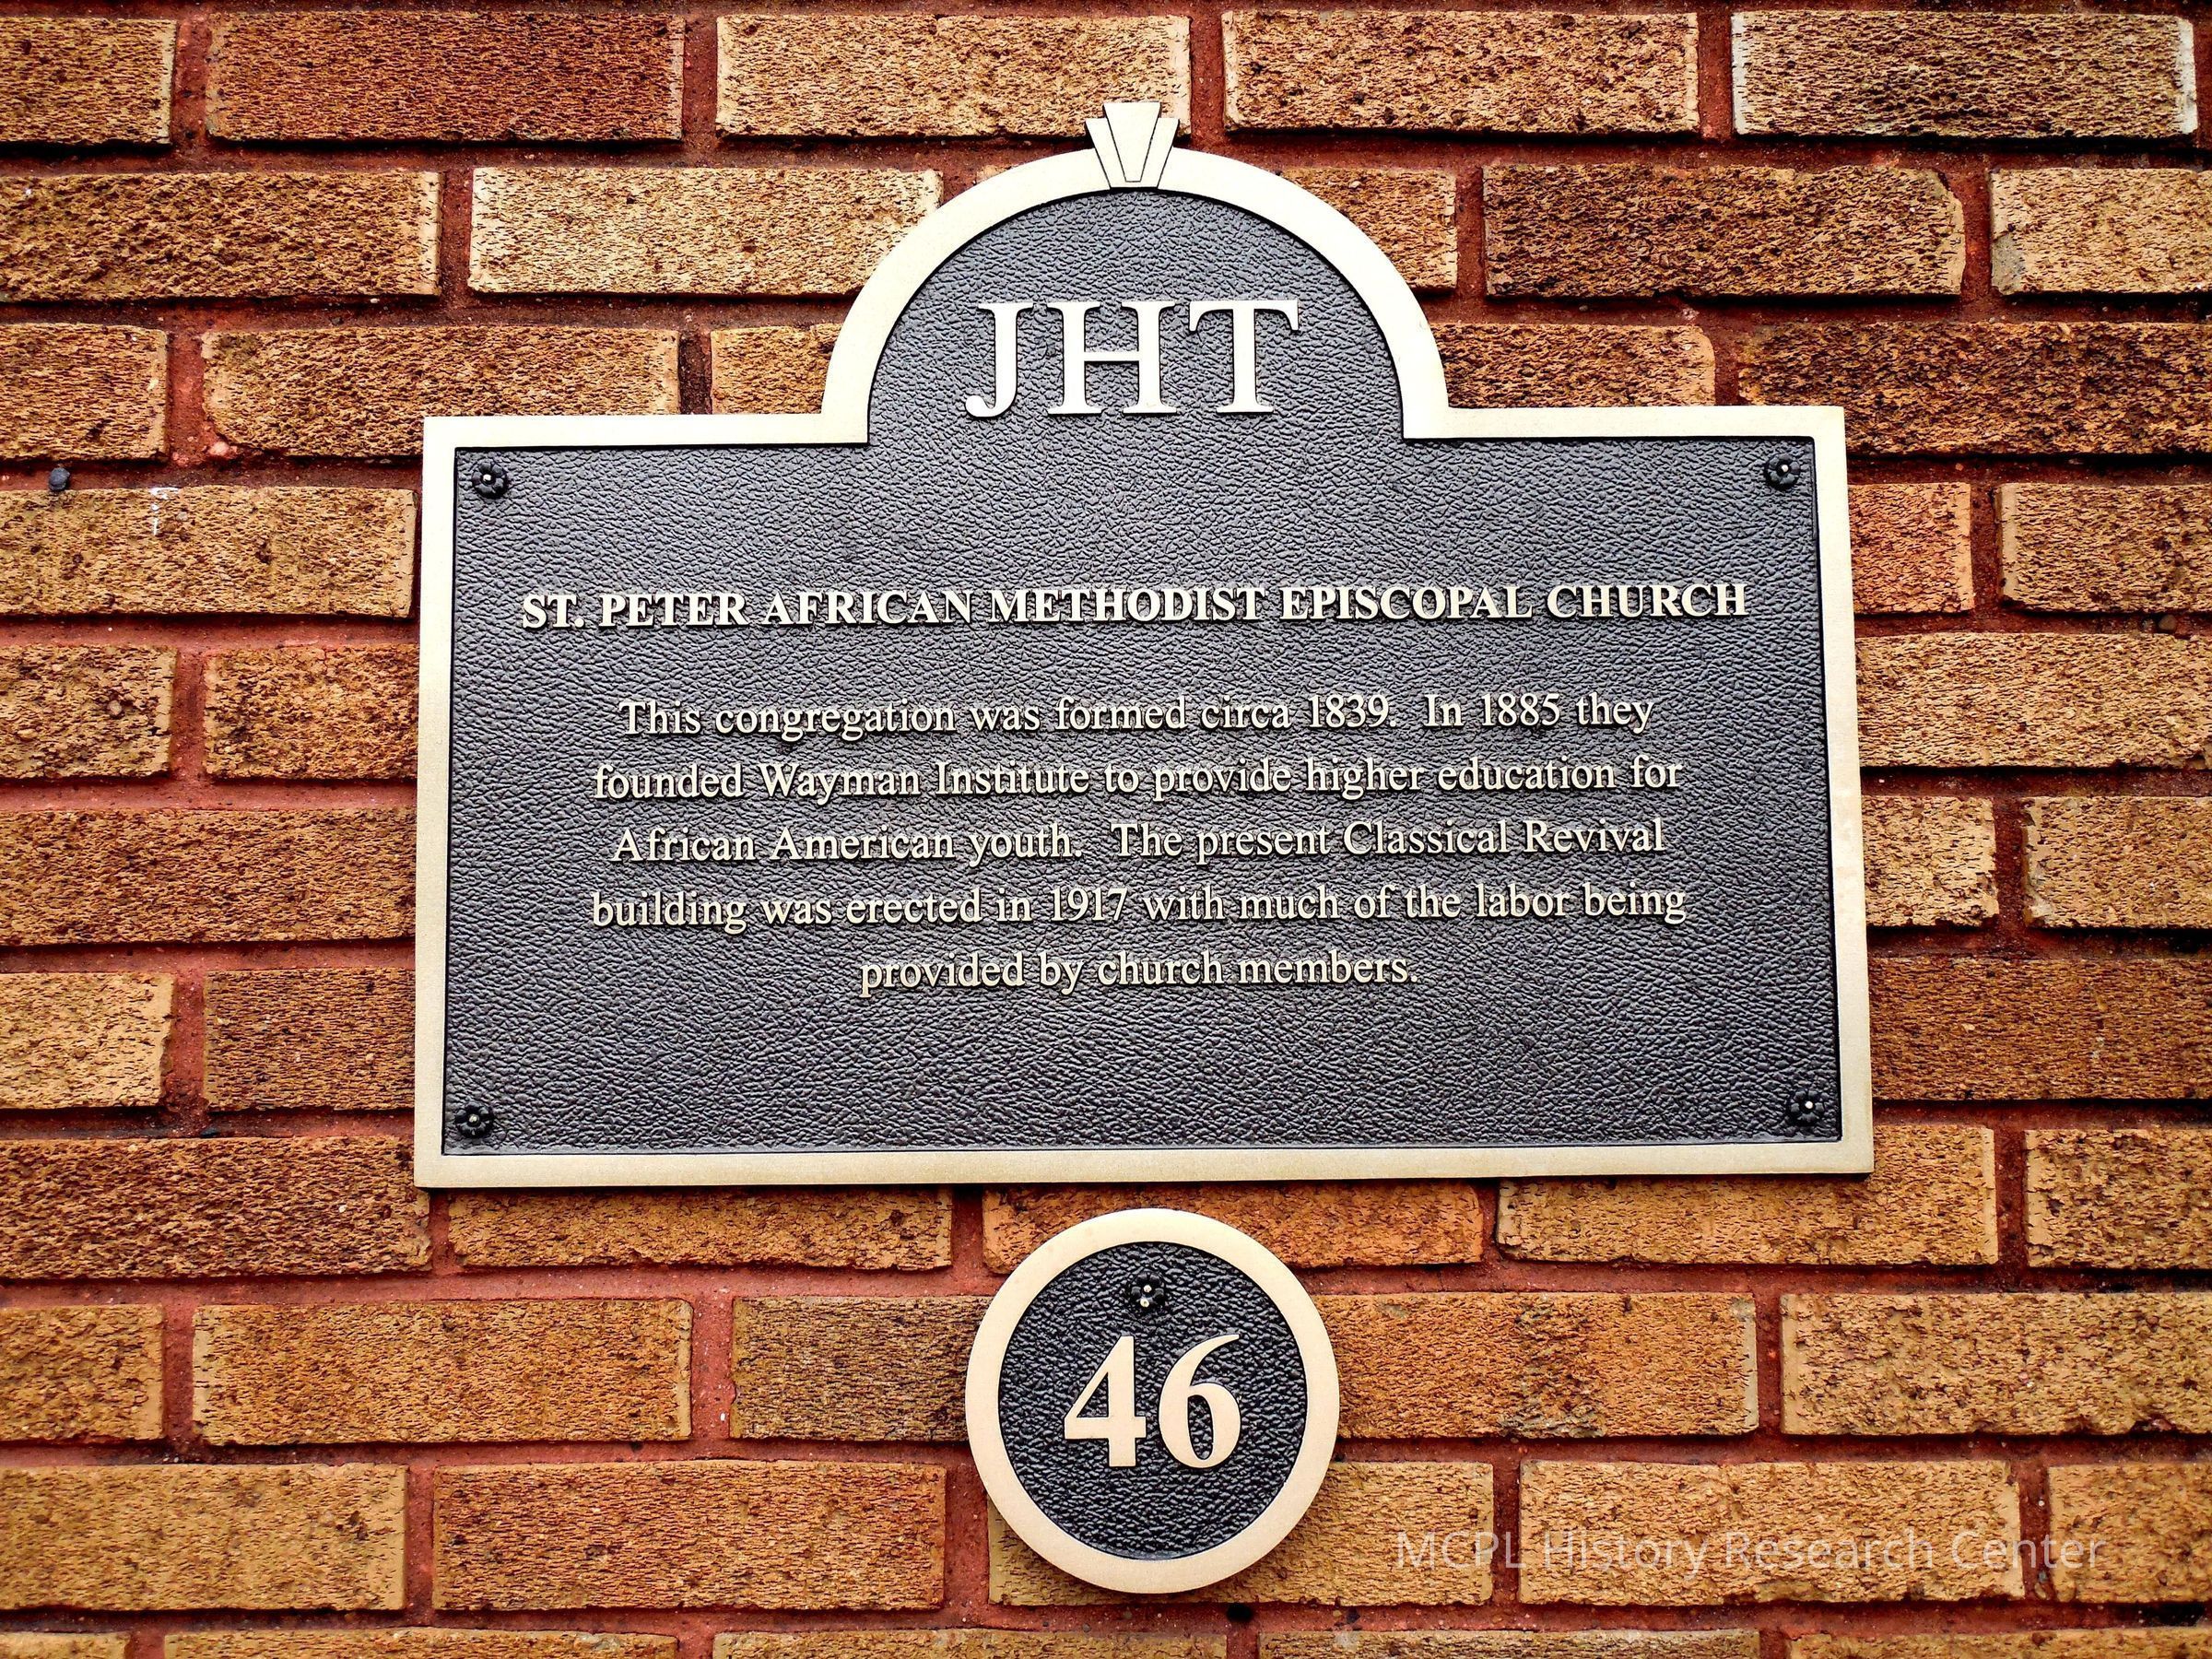 JHT
ST. PETER AFRICAN METHODIST EPISCOPAL CHURCH
This congregation was formed circa 1839. In 1885 they
founded Wayman Institute to provide higher education for
African American youth. The present Classical Revival
building was erected in 1917 with much of the labor being
provided by church members.
46
MCPL History Research Center